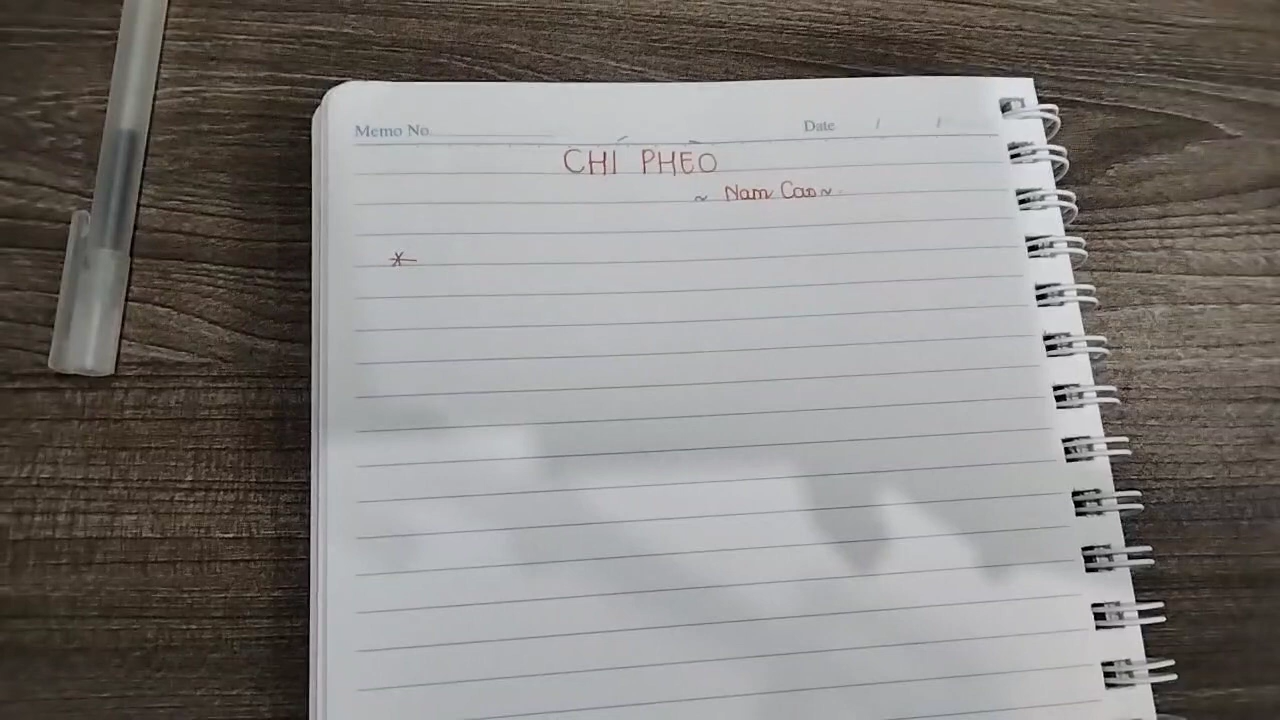 Memo No.
Date / /
CHÍ PHÈO
~ Nam Cao ~
*